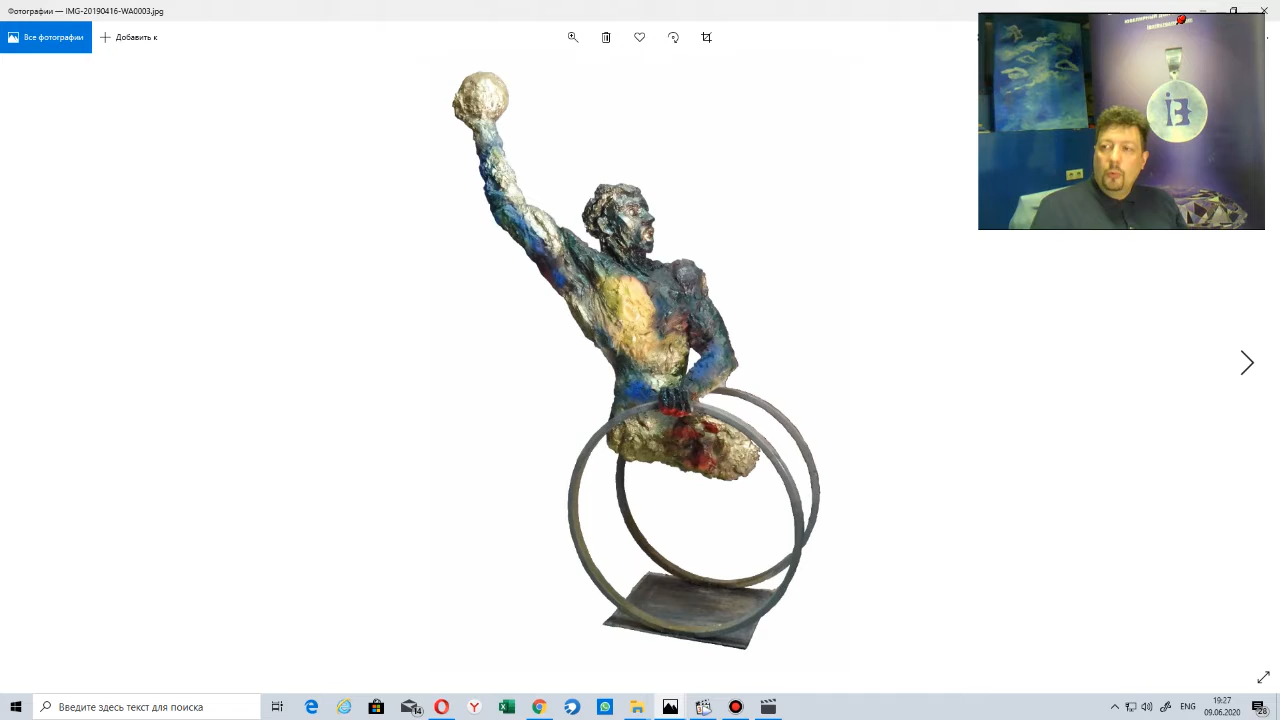 Фотографии — IMG-20190416-WA0003.jpg
Все фотографии
Добавить к
Введите здесь текст для поиска
ENG
19:27
09.06.2020